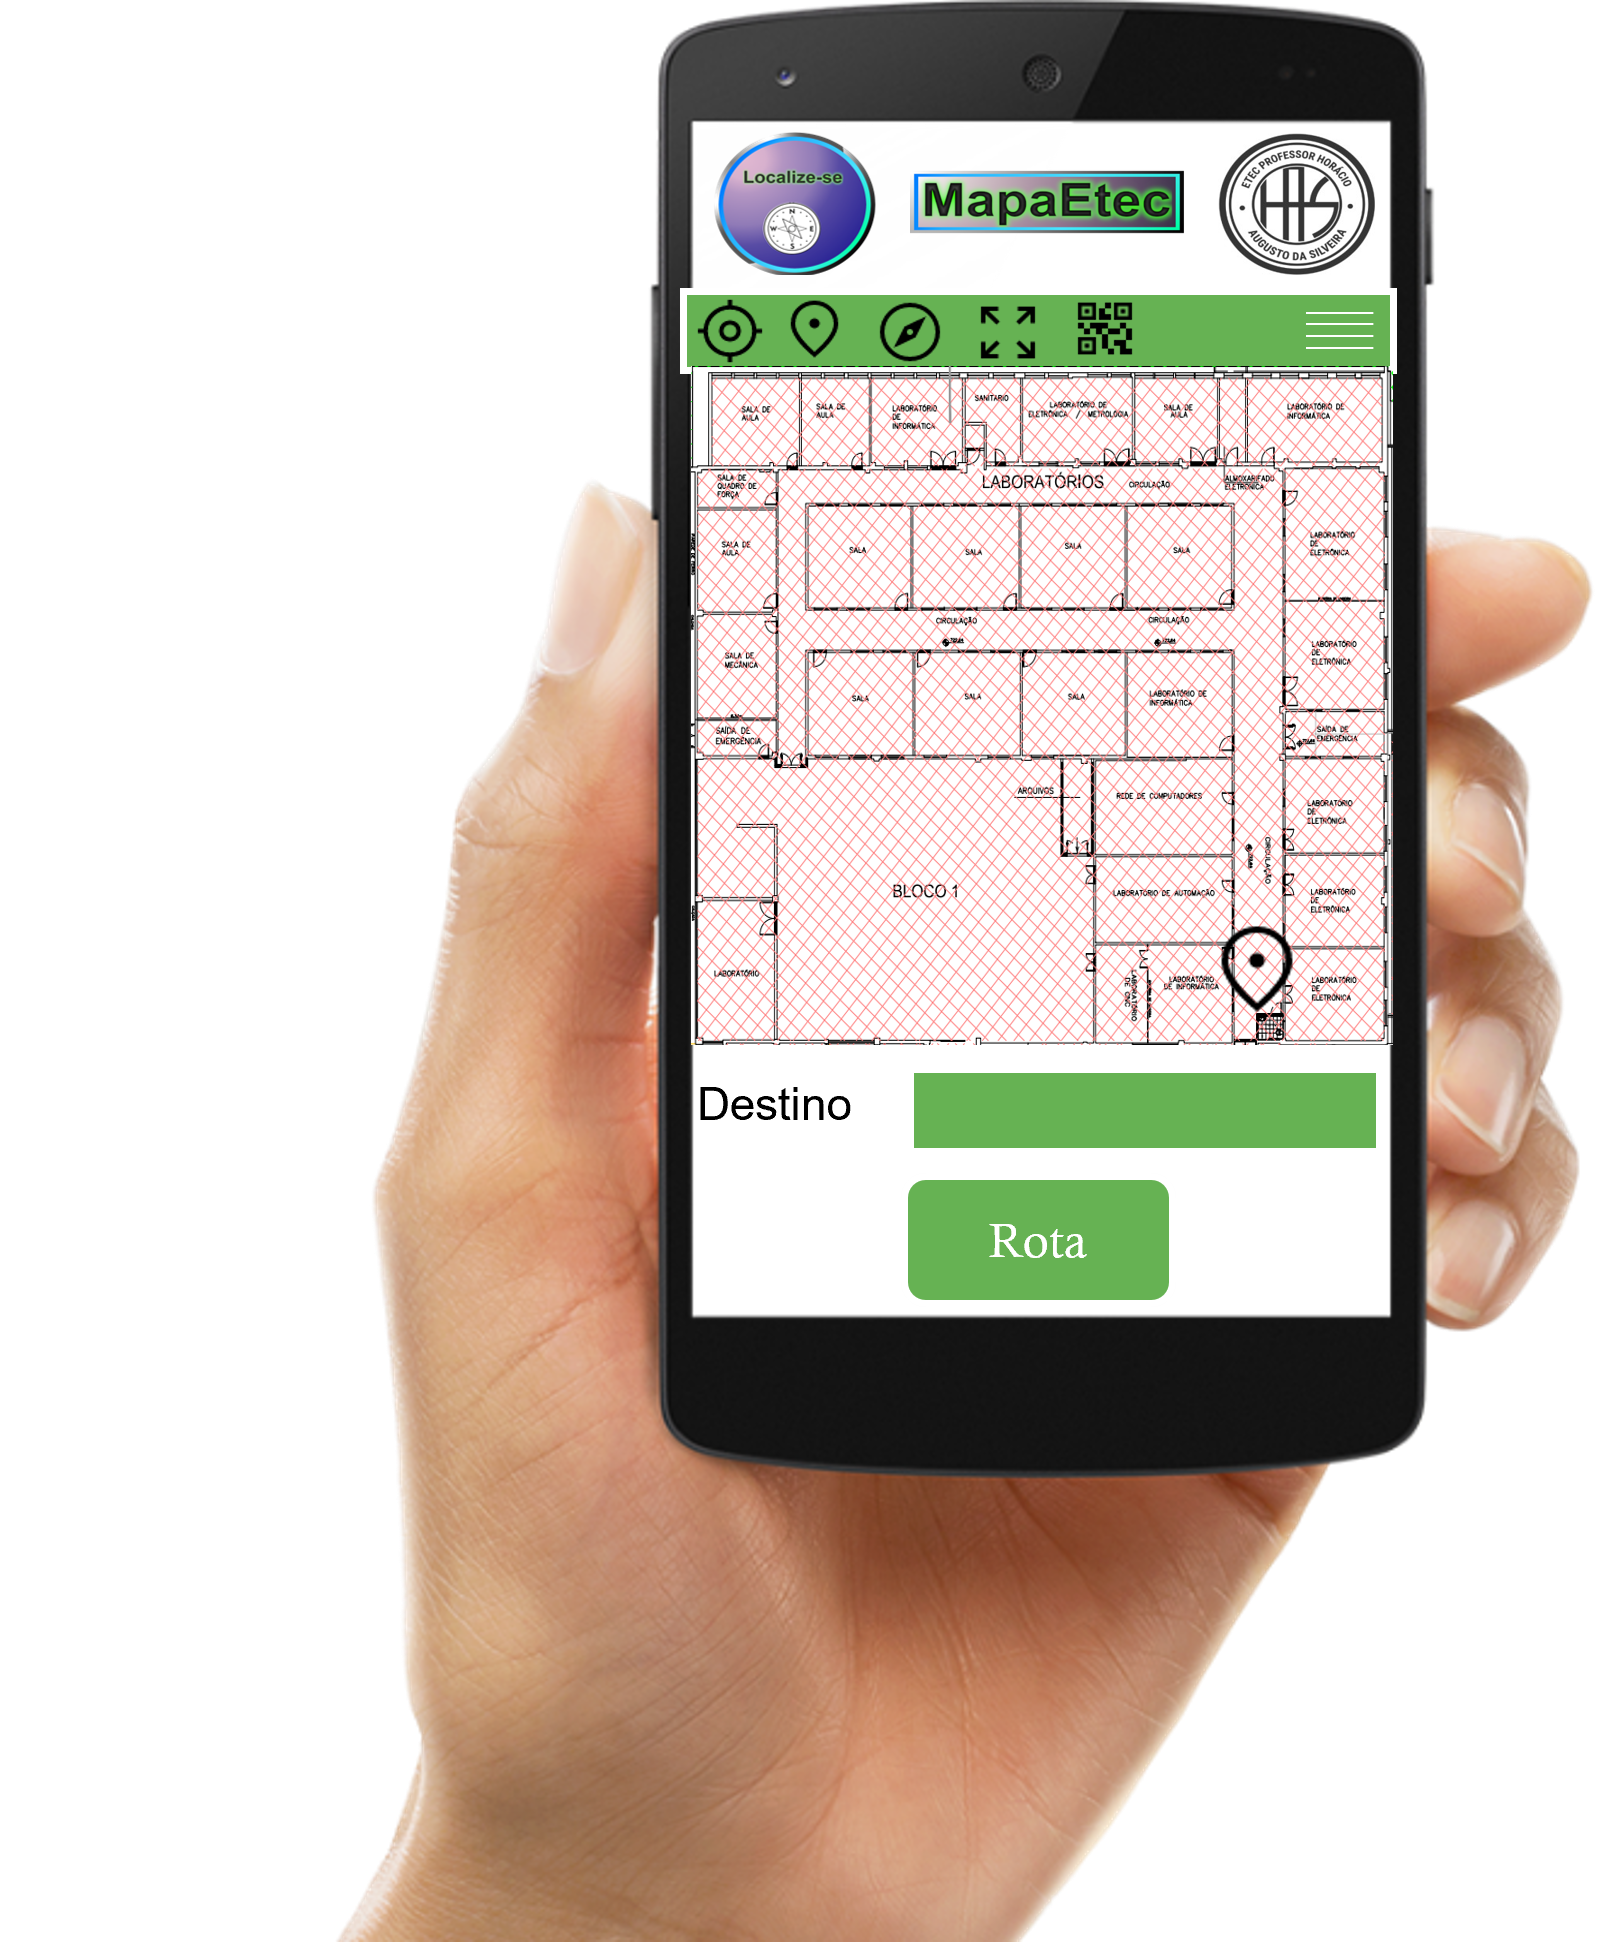 Localize-se
N
W E
S
MapaEtec
ETEC PROFESSOR HORÁCIO
HAS
AUGUSTO DA SILVEIRA
SALA DE
AULA
SALA DE
AULA
LABORATÓRIO
DE
INFORMÁTICA
SANITARIO
LABORATÓRIO DE
ELETRÔNICA / METROLOGIA
SALA DE
AULA
LABORATÓRIO DE
INFORMÁTICA
SALA DE
QUADRO DE
FORÇA
LABORATÓRIOS
CIRCULAÇÃO
ALMOXARIFADO
ELETRÔNICA
SALA DE
AULA
SALA
SALA
SALA
SALA
LABORATÓRIO
DE
ELETRÔNICA
CIRCULAÇÃO
CIRCULAÇÃO
SALA DE
MECÂNICA
LABORATÓRIO
DE
ELETRÔNICA
SALA
SALA
SALA
LABORATÓRIO DE
INFORMÁTICA
SAÍDA DE
EMERGÊNCIA
SAÍDA DE
EMERGÊNCIA
ARQUIVOS
REDE DE COMPUTADORES
LABORATÓRIO
DE
ELETRÔNICA
CIRCULAÇÃO
BLOCO 1
LABORATÓRIO DE AUTOMAÇÃO
LABORATÓRIO
DE
ELETRÔNICA
LABORATÓRIO
LABORATÓRIO
DE CNC
LABORATÓRIO
DE INFORMÁTICA
LABORATÓRIO
DE
ELETRÔNICA
Destino
Rota